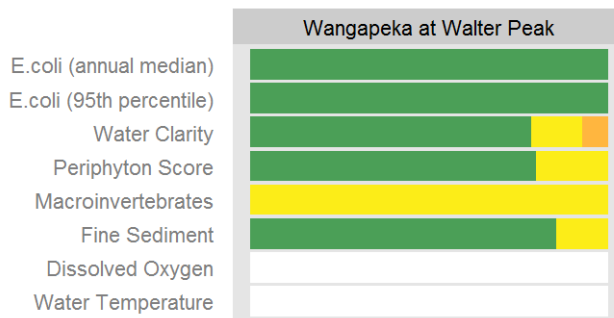 Wangapeka at Walter Peak
E.coli (annual median)
E.coli (95th percentile)
Water Clarity
Periphyton Score
Macroinvertebrates
Fine Sediment
Dissolved Oxygen
Water Temperature